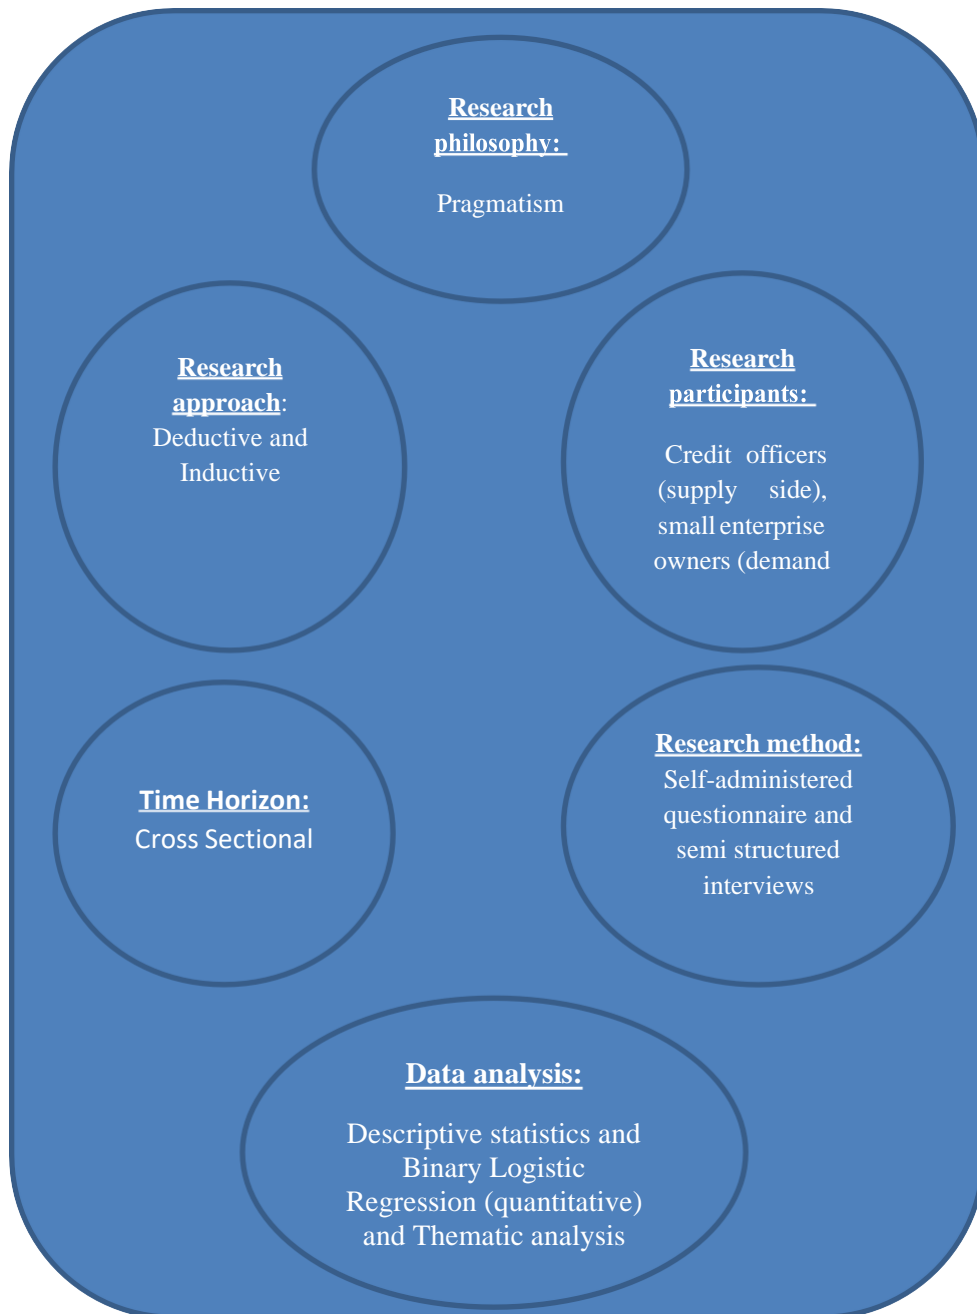 Research
philosophy:
Pragmatism
Research
approach:
Deductive and
Inductive
Research
participants:
Credit officers
(supply side),
small enterprise
owners (demand
Time Horizon:
Cross Sectional
Research method:
Self-administered
questionnaire and
semi structured
interviews
Data analysis:
Descriptive statistics and
Binary Logistic
Regression (quantitative)
and Thematic analysis